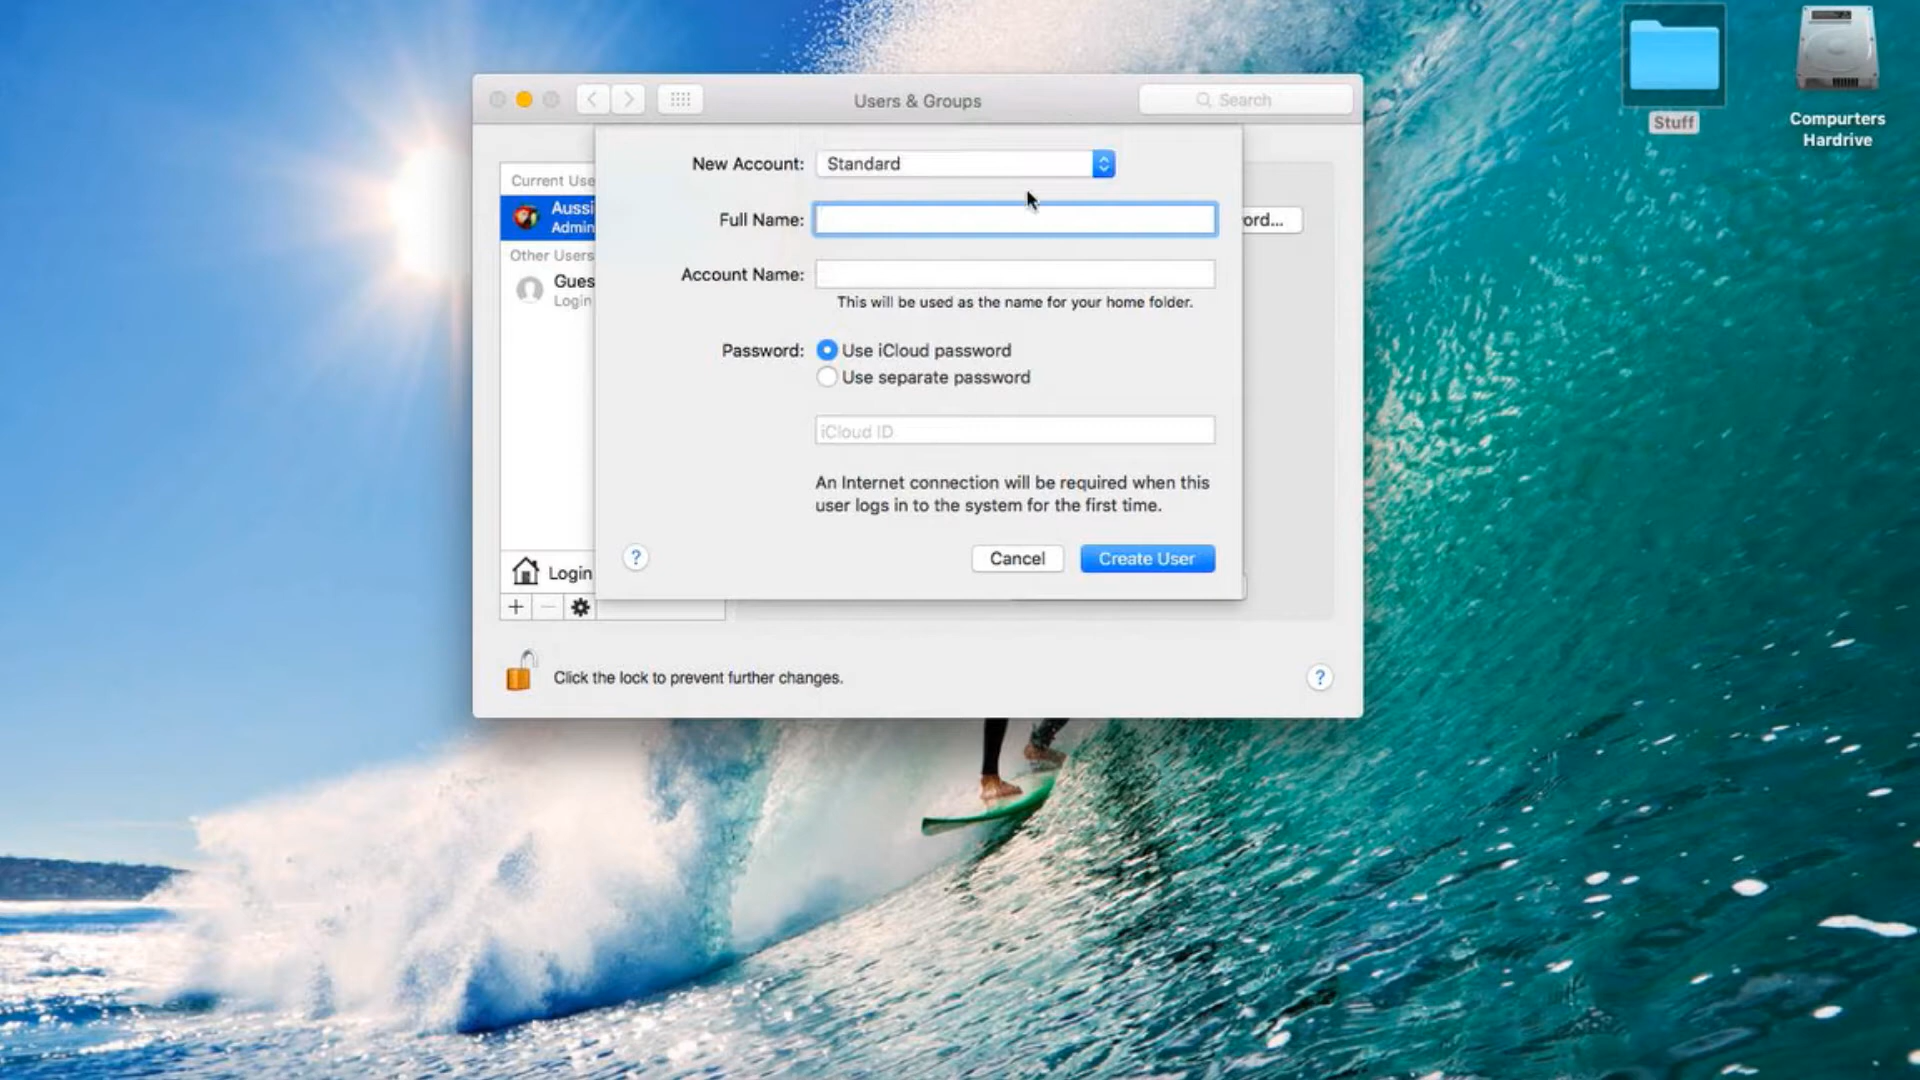 Stuff
Compurters
Hardrive
Users & Groups
Search
New Account: Standard
Full Name:
Account Name:
This will be used as the name for your home folder.
Password: Use iCloud password
Use separate password
iCloud ID
An Internet connection will be required when this
user logs in to the system for the first time.
? Cancel Create User
Current Use
Aussi
Admin
Other Users
Gues
Login
Login
ord...
Click the lock to prevent further changes.
?